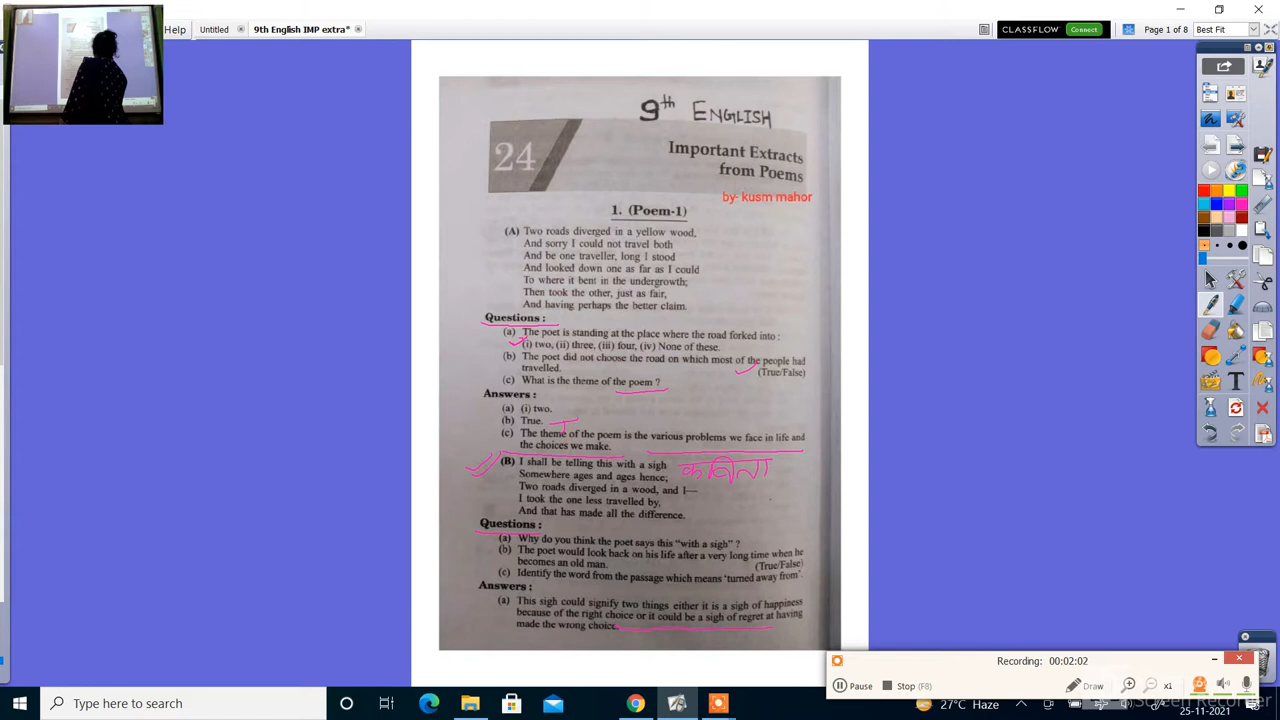 Help
Untitled
9th English IMP extra*
CLASSFLOW
Connect
Page 1 of 8
Best Fit
9th ENGLISH
24
Important Extracts
from Poems
by- kusm mahor
1. (Poem-1)
(A) Two roads diverged in a yellow wood,
And sorry I could not travel both
And be one traveller, long I stood
And looked down one as far as I could
To where it bent in the undergrowth;
Then took the other, just as fair,
And having perhaps the better claim.
Questions :
(a) The poet is standing at the place where the road forked into :
(i) two, (ii) three, (iii) four, (iv) None of these.
(b) The poet did not choose the road on which most of the people had
travelled. (True/False)
(c) What is the theme of the poem ?
Answers :
(a) (i) two.
(b) True. T
(c) The theme of the poem is the various problems we face in life and
the choices we make.
(B) I shall be telling this with a sigh
Somewhere ages and ages hence;
Two roads diverged in a wood, and I—
I took the one less travelled by,
And that has made all the difference.
कविता
Questions :
(a) Why do you think the poet says this “with a sigh” ?
(b) The poet would look back on his life after a very long time when he
becomes an old man. (True/False)
(c) Identify the word from the passage which means ‘turned away from’.
Answers :
(a) This sigh could signify two things either it is a sigh of happiness
because of the right choice or it could be a sigh of regret at having
made the wrong choice.
Recording: 00:02:02
Pause
Stop (F8)
Draw
x1
Type here to search
27°C Haze
25-11-2021